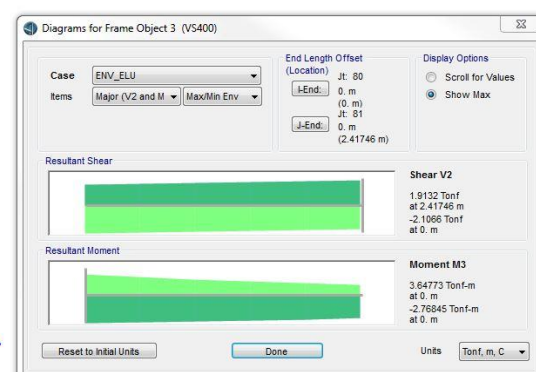 Diagrams for Frame Object 3 (VS400)
Case
ENV_ELU
Items
Major (V2 and M
Max/Min Env
End Length Offset
(Location)
I-End:
Jt: 80
0. m
(0. m)
J-End:
Jt: 81
0. m
(2.41746 m)
Display Options
Scroll for Values
Show Max
Resultant Shear
Shear V2
1.9132 Tonf
at 2.41746 m
-2.1066 Tonf
at 0. m
Resultant Moment
Moment M3
3.64773 Tonf-m
at 0. m
-2.76845 Tonf-m
at 0. m
Reset to Initial Units
Done
Units
Tonf, m, C